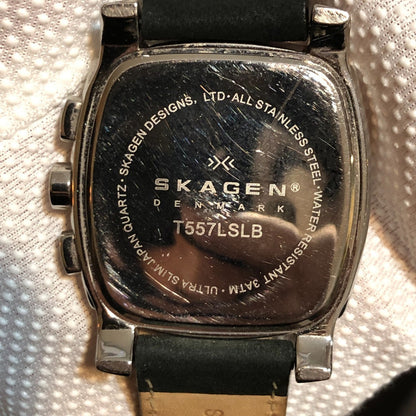 SKAGEN DESIGNS, LTD • ALL STAINLESS STEEL • WATER RESISTANT 3ATM • ULTRA SLIM JAPAN QUARTZ •
SKAGEN®
DENMARK
T557LSLB